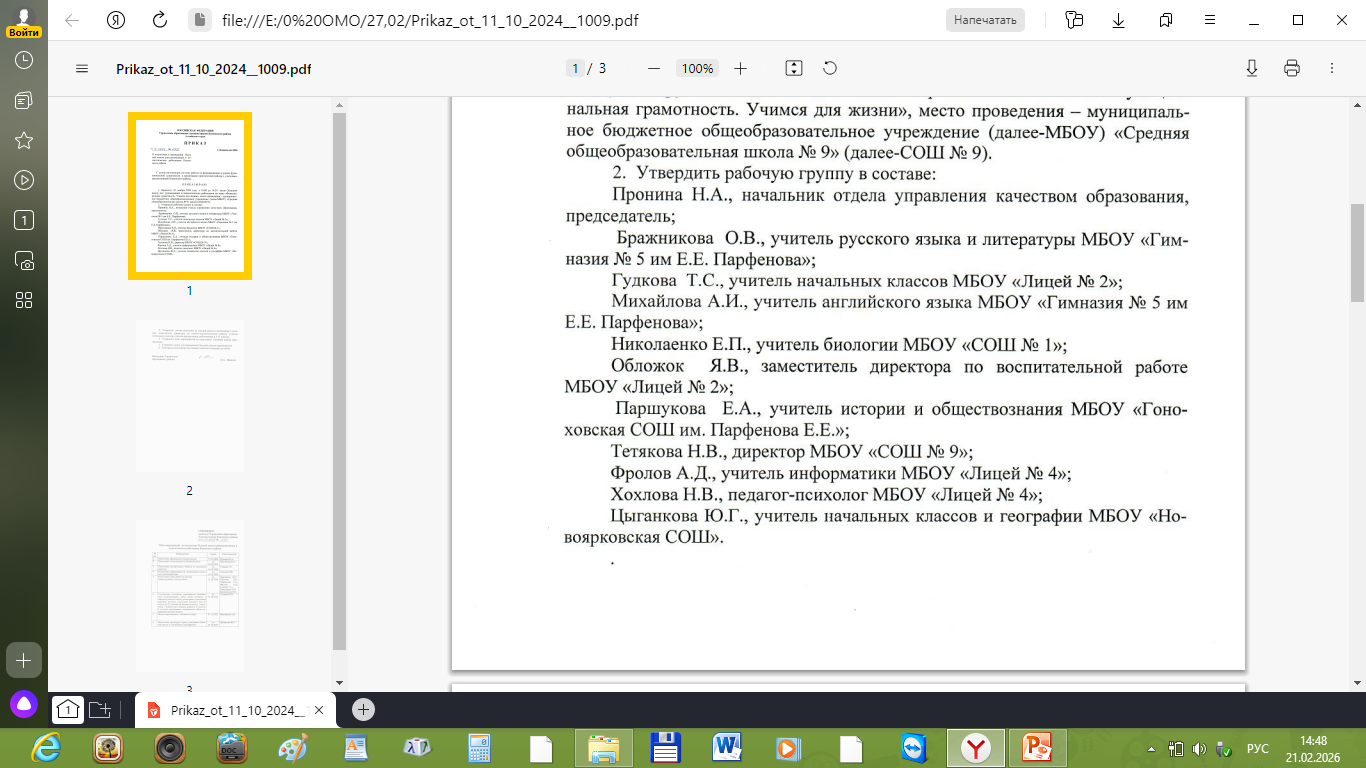 Войти
file:///E:/0%20ОМО/27,02/Prikaz_ot_11_10_2024__1009.pdf
Напечатать
Prikaz_ot_11_10_2024__1009.pdf
1 / 3
100%
нальная грамотность. Учимся для жизни», место проведения – муниципаль-
ное бюджетное общеобразовательное учреждение (далее-МБОУ) «Средняя
общеобразовательная школа № 9» (далее-СОШ № 9).
2. Утвердить рабочую группу в составе:
Н.А., начальник отдела управления качеством образования,
председатель;
Бражникова О.В., учитель русского языка и литературы МБОУ «Гим-
назия № 5 им Е.Е. Парфенова»;
Гудкова Т.С., учитель начальных классов МБОУ «Лицей № 2»;
Михайлова А.И., учитель английского языка МБОУ «Гимназия № 5 им
Е.Е. Парфенова»;
Николаенко Е.П., учитель биологии МБОУ «СОШ № 1»;
Обложок Я.В., заместитель директора по воспитательной работе
МБОУ «Лицей № 2»;
Паршукова Е.А., учитель истории и обществознания МБОУ «Гоно-
ховская СОШ им. Парфенова Е.Е.»;
Тетякова Н.В., директор МБОУ «СОШ № 9»;
Фролов А.Д., учитель информатики МБОУ «Лицей № 4»;
Хохлова Н.В., педагог-психолог МБОУ «Лицей № 4»;
Цыганкова Ю.Г., учитель начальных классов и географии МБОУ «Но-
воярковская СОШ».
ПРИКАЗ
1
2
3
1
1
Prikaz_ot_11_10_2024__
DOC
РУС
14:48
21.02.2026